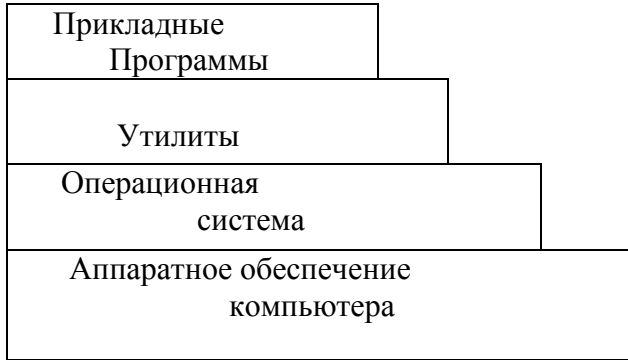 Прикладные
Программы
Утилиты
Операционная
система
Аппаратное обеспечение
компьютера